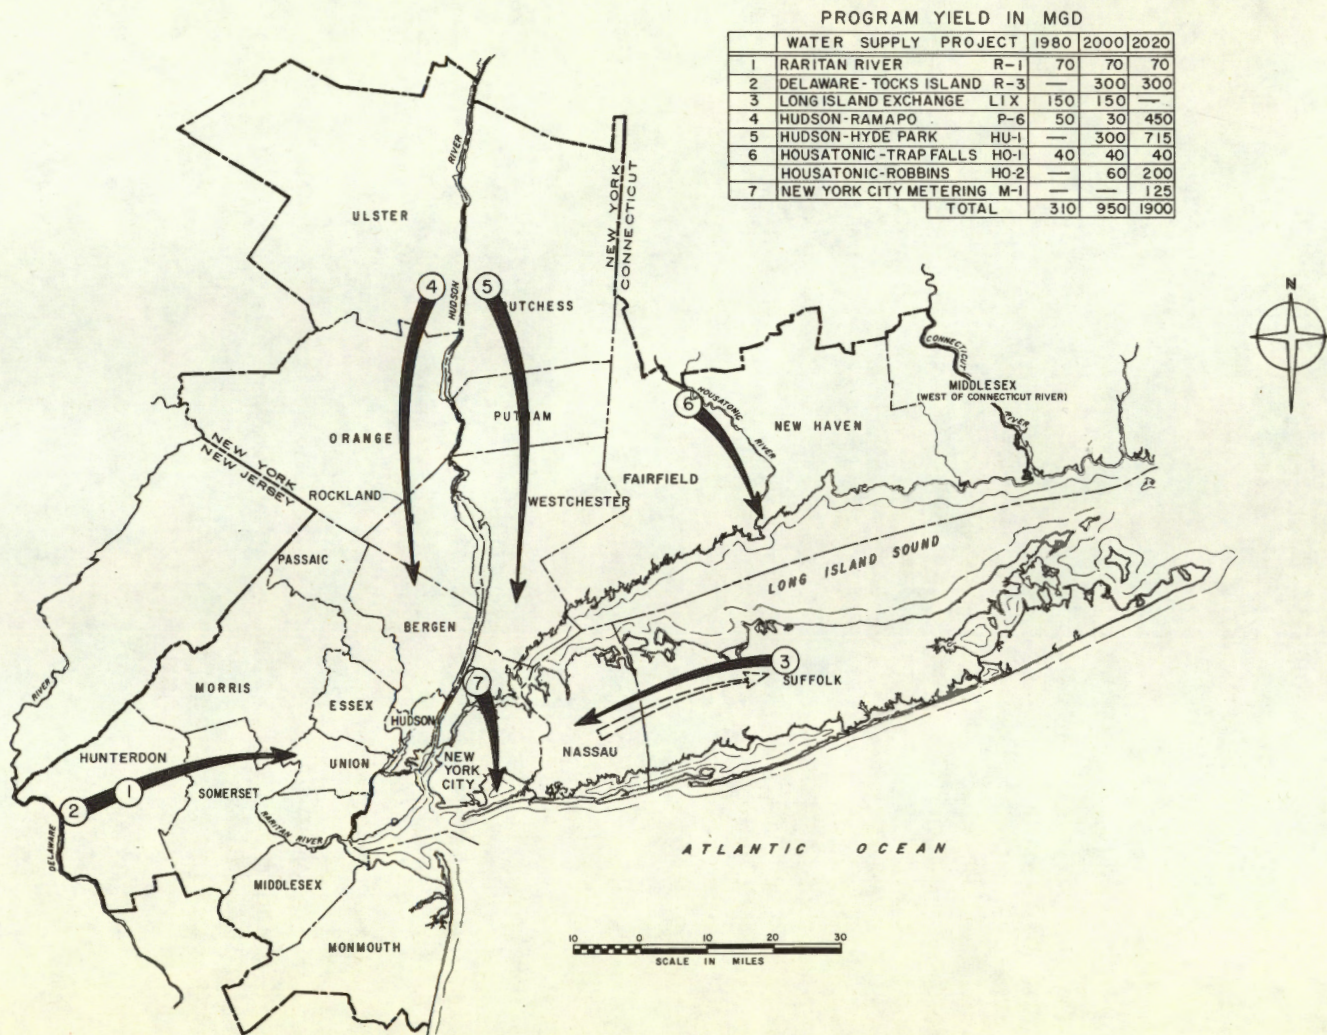 PROGRAM YIELD IN MGD
WATER SUPPLY PROJECT 1980 2000 2020
1 RARITAN RIVER R-1 70 70 70
2 DELAWARE-TOCKS ISLAND R-3 — 300 300
3 LONG ISLAND EXCHANGE LIX 150 150 —
4 HUDSON-RAMAPO P-6 50 30 450
5 HUDSON-HYDE PARK HU-1 — 300 715
6 HOUSATONIC-TRAP FALLS HO-1 40 40 40
HOUSATONIC-ROBBINS HO-2 — 60 200
7 NEW YORK CITY METERING M-1 — — 125
TOTAL 310 950 1900
RIVER
ULSTER
NEW YORK
CONNECTICUT
4
5
HUDSON
DUTCHESS
N
CONNECTICUT
RIVER
MIDDLESEX
(WEST OF CONNECTICUT RIVER)
6
HOUSATONIC
RIVER
NEW HAVEN
PUTNAM
ORANGE
NEW YORK
NEW JERSEY
ROCKLAND
FAIRFIELD
WESTCHESTER
PASSAIC
LONG ISLAND SOUND
BERGEN
3
SUFFOLK
7
MORRIS
RIVER
ESSEX
HUDSON
NASSAU
HUNTERDON
UNION
NEW
YORK
CITY
1
2
SOMERSET
RARITAN RIVER
DELAWARE
ATLANTIC OCEAN
MIDDLESEX
MONMOUTH
10 0 10 20 30
SCALE IN MILES